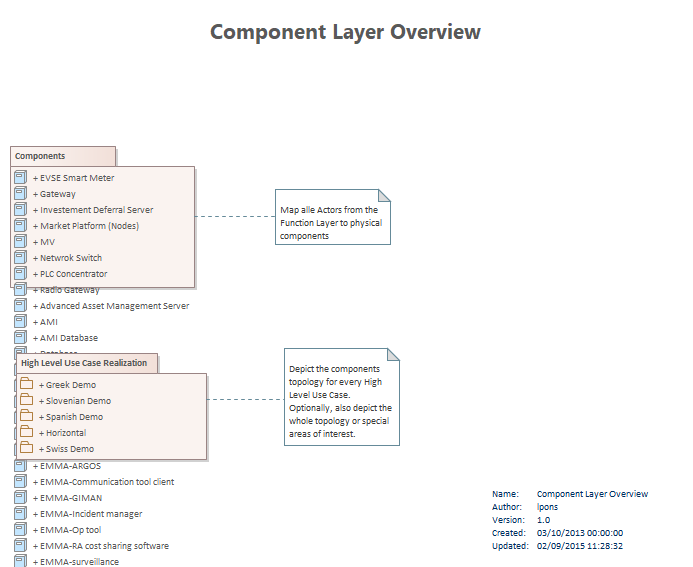 Component Layer Overview
Components
+ EVSE Smart Meter
+ Gateway
+ Investement Deferral Server
+ Market Platform (Nodes)
+ MV
+ Netwrok Switch
+ PLC Concentrator
+ Radio Gateway
+ Advanced Asset Management Server
+ AMI
+ AMI Database
+ Database
Map alle Actors from the
Function Layer to physical
components
High Level Use Case Realization
+ Greek Demo
+ Slovenian Demo
+ Spanish Demo
+ Horizontal
+ Swiss Demo
Depict the components
topology for every High
Level Use Case.
Optionally, also depict the
whole topology or special
areas of interest.
+ EMMA-ARGOS
+ EMMA-Communication tool client
+ EMMA-GIMAN
+ EMMA-Incident manager
+ EMMA-Op tool
+ EMMA-RA cost sharing software
+ EMMA-surveillance
Name: Component Layer Overview
Author: lpons
Version: 1.0
Created: 03/10/2013 00:00:00
Updated: 02/09/2015 11:28:32